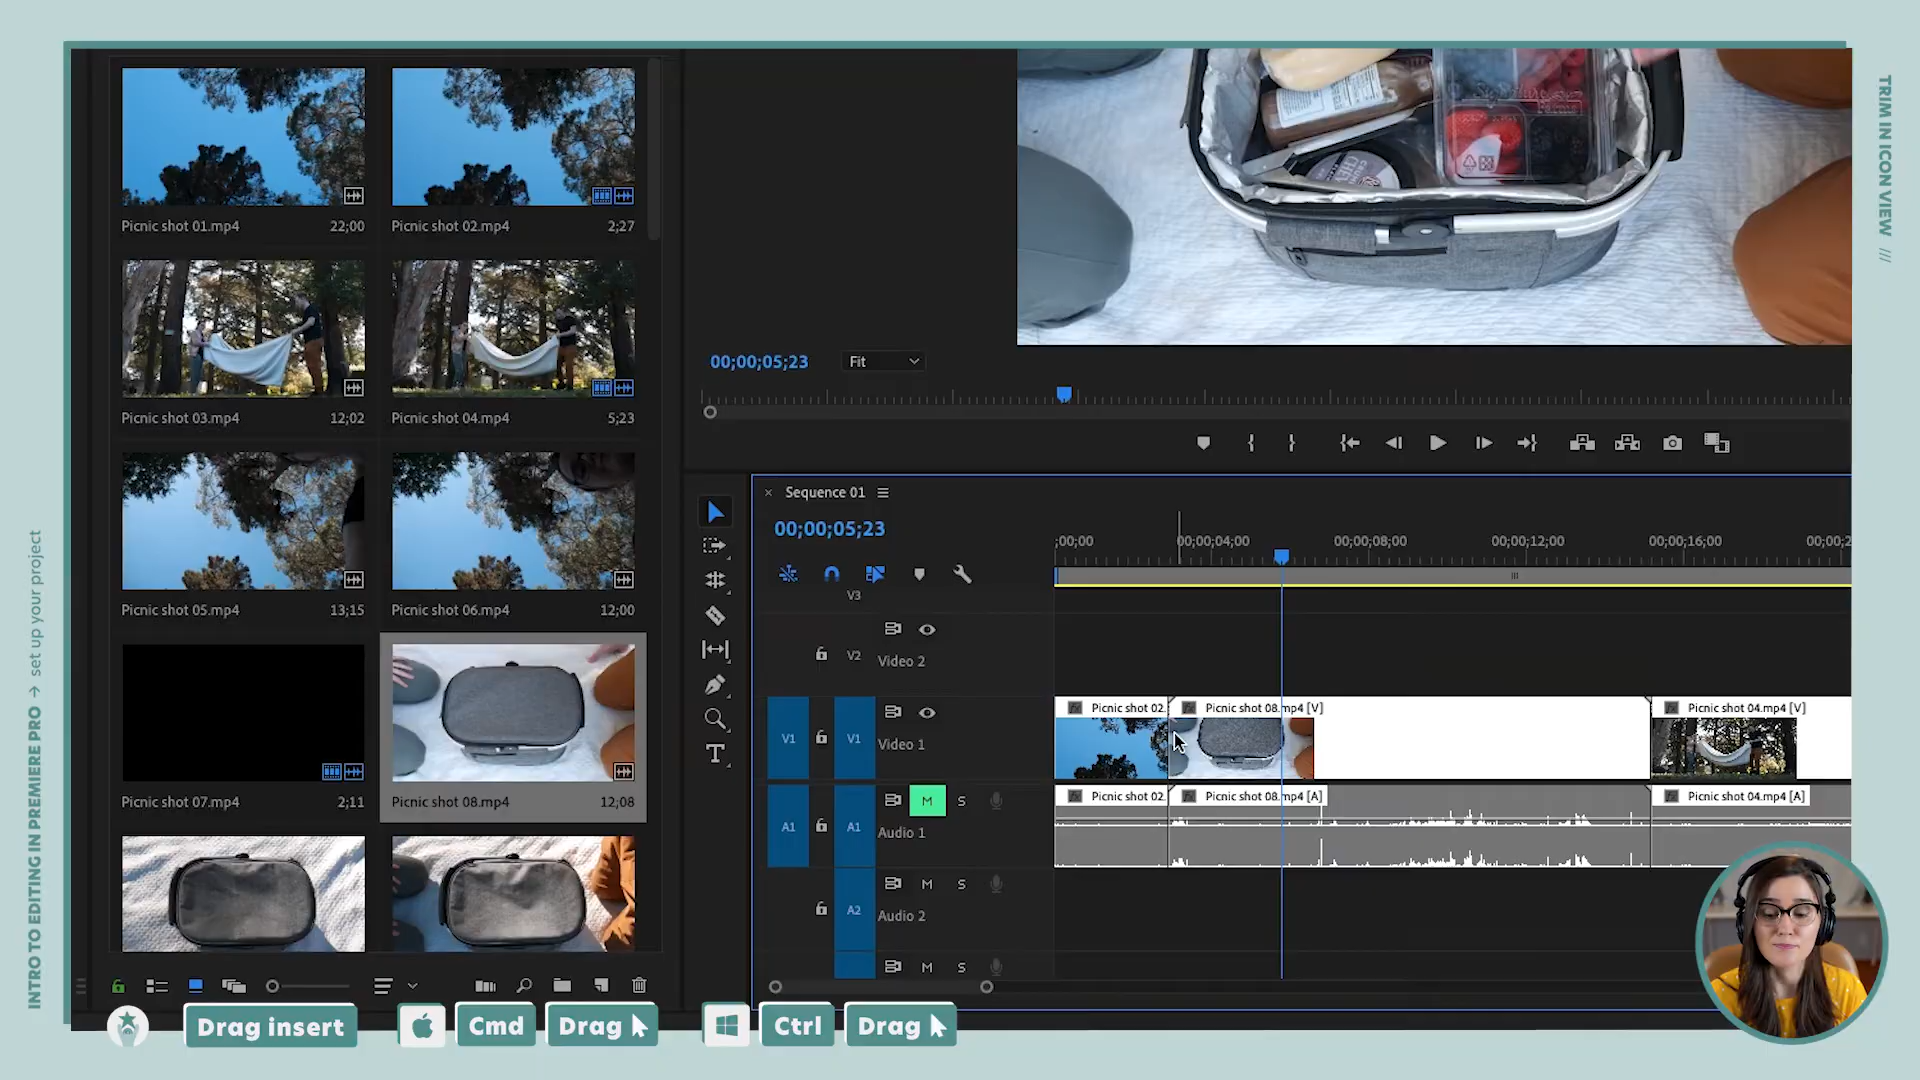 TRIM IN ICON VIEW ///
INTRO TO EDITING IN PREMIERE PRO → set up your project
Picnic shot 01.mp4 22;00
Picnic shot 02.mp4 2;27
Picnic shot 03.mp4 12;02
Picnic shot 04.mp4 5;23
Picnic shot 05.mp4 13;15
Picnic shot 06.mp4 12;00
Picnic shot 07.mp4 2;11
Picnic shot 08.mp4 12;08
00;00;05;23
Fit
Sequence 01
00;00;05;23
;00;00 00;00;04;00 00;00;08;00 00;00;12;00 00;00;16;00 00;00;2
V3
V2 Video 2
V1 V1 Video 1
Picnic shot 02. Picnic shot 08.mp4 [V] Picnic shot 04.mp4 [V]
M S
A1 A1 Audio 1
Picnic shot 02. Picnic shot 08.mp4 [A] Picnic shot 04.mp4 [A]
M S
A2 Audio 2
M S
Drag insert Cmd Drag Ctrl Drag